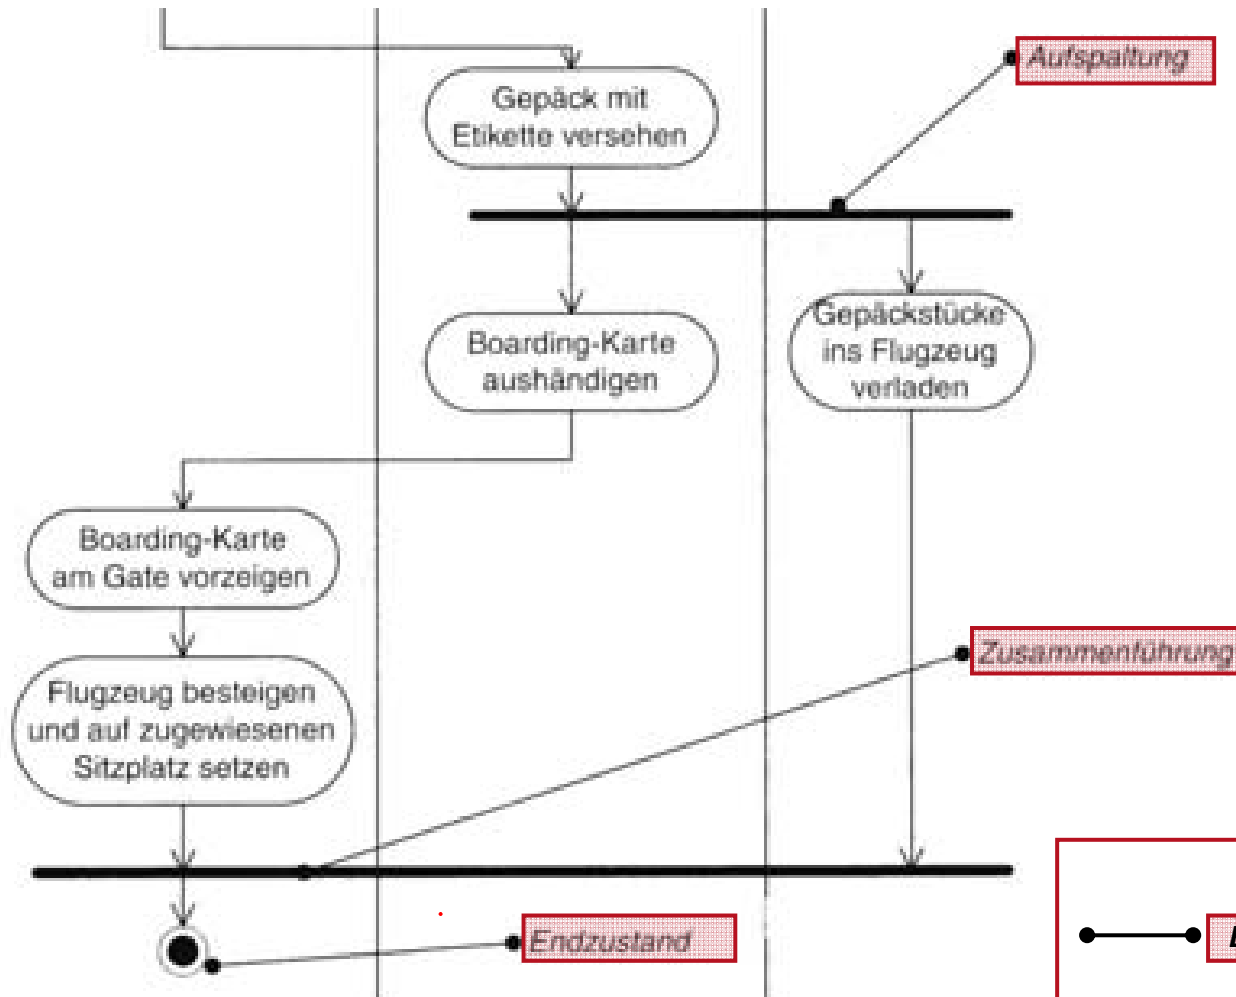 Aufspaltung
Gepäck mit
Etikette versehen
Gepäckstücke
ins Flugzeug
verladen
Boarding-Karte
aushändigen
Boarding-Karte
am Gate vorzeigen
Zusammenführung
Flugzeug besteigen
und auf zugewiesenen
Sitzplatz setzen
Endzustand